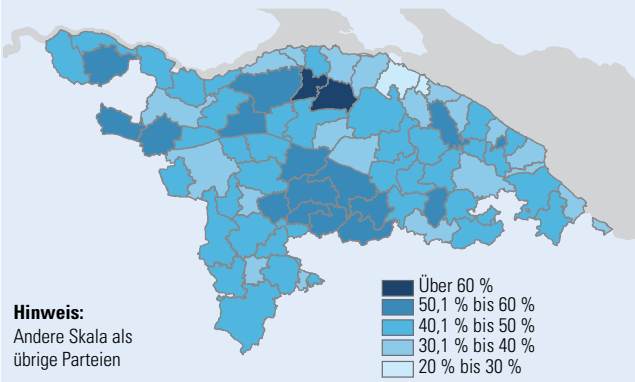 Hinweis:
Andere Skala als
übrige Parteien
Über 60 %
50,1 % bis 60 %
40,1 % bis 50 %
30,1 % bis 40 %
20 % bis 30 %